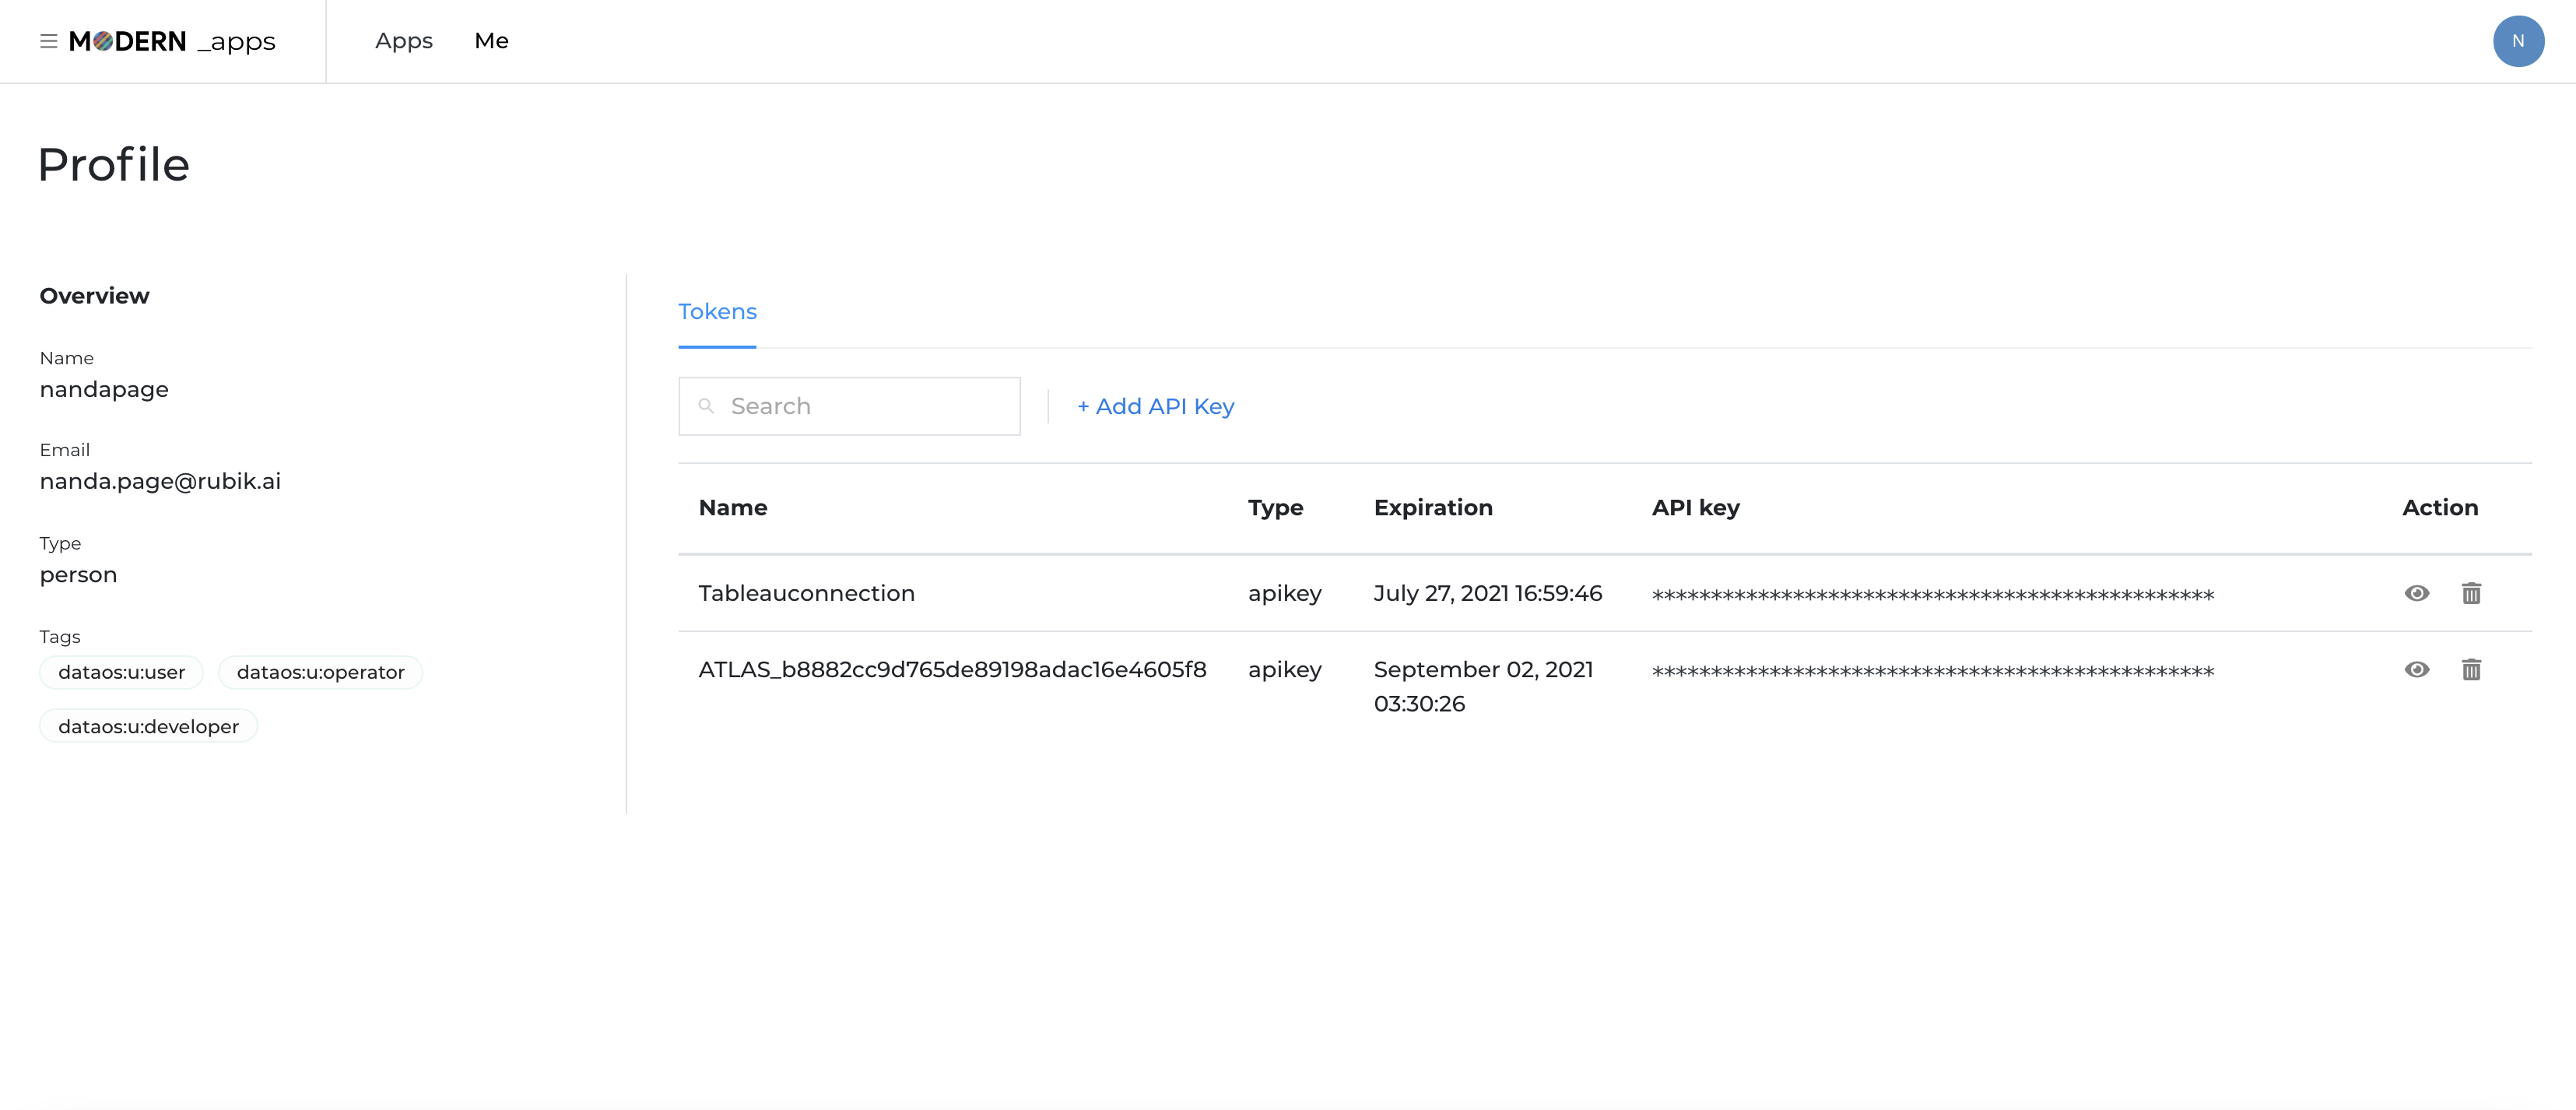 MODERN _apps
Apps
Me
N
Profile
Overview
Name
nandapage
Email
nanda.page@rubik.ai
Type
person
Tags
dataos:u:user
dataos:u:operator
dataos:u:developer
Tokens
Search
+ Add API Key
Name Type Expiration API key Action
Tableauconnection apikey July 27, 2021 16:59:46 ************************************************
ATLAS_b8882cc9d765de89198adac16e4605f8 apikey September 02, 2021 ************************************************
03:30:26